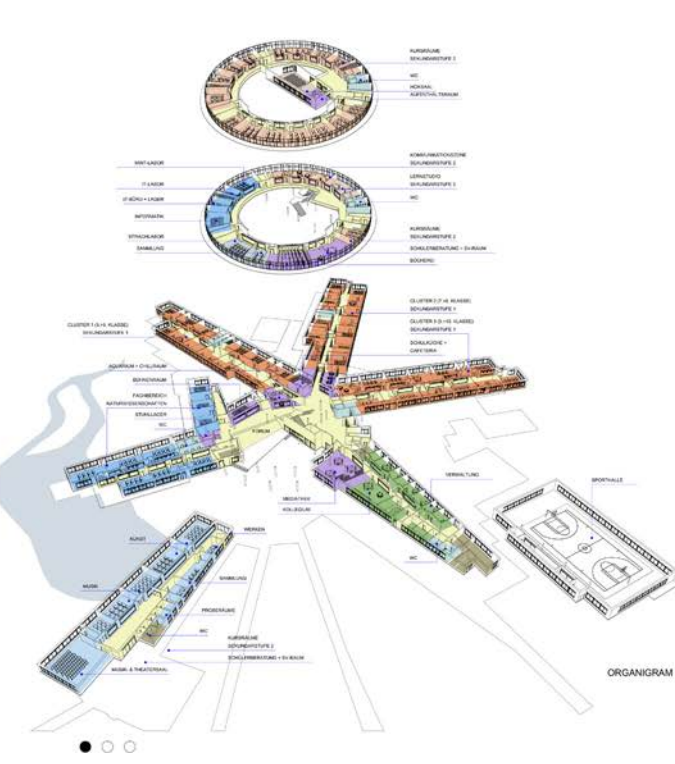 KURSRÄUME
SEKUNDARSTUFE 2
WC
HÖRSAAL
AUFENTHALTSRAUM
MINT-LABOR
IT-LABOR
IT-BÜRO + LAGER
INFORMATIK
SPRACHLABOR
SAMMLUNG
KOMMUNIKATIONSZONE
SEKUNDARSTUFE 2
LERNSTUDIO
SEKUNDARSTUFE 2
WC
KURSRÄUME
SEKUNDARSTUFE 2
SCHÜLERBERATUNG + SV-RAUM
BÜCHEREI
CLUSTER 1 (5.+6. KLASSE)
SEKUNDARSTUFE 1
CLUSTER 2 (7.+8. KLASSE)
SEKUNDARSTUFE 1
CLUSTER 3 (9.+10. KLASSE)
SEKUNDARSTUFE 1
SCHULKÜCHE +
CAFETERIA
BÜHNENRAUM
FACHBEREICH
NATURWISSENSCHAFTEN
STUHLLAGER
WC
FORUM
MEDIATHEK
VERWALTUNG
WC
SPORTHALLE
KUNST
WERKEN
MUSIK
SAMMLUNG
PROBERÄUME
WC
KURSRÄUME
SEKUNDARSTUFE 2
SCHÜLERBERATUNG + SV-RAUM
MUSIK- & THEATERSAAL
ORGANIGRAM